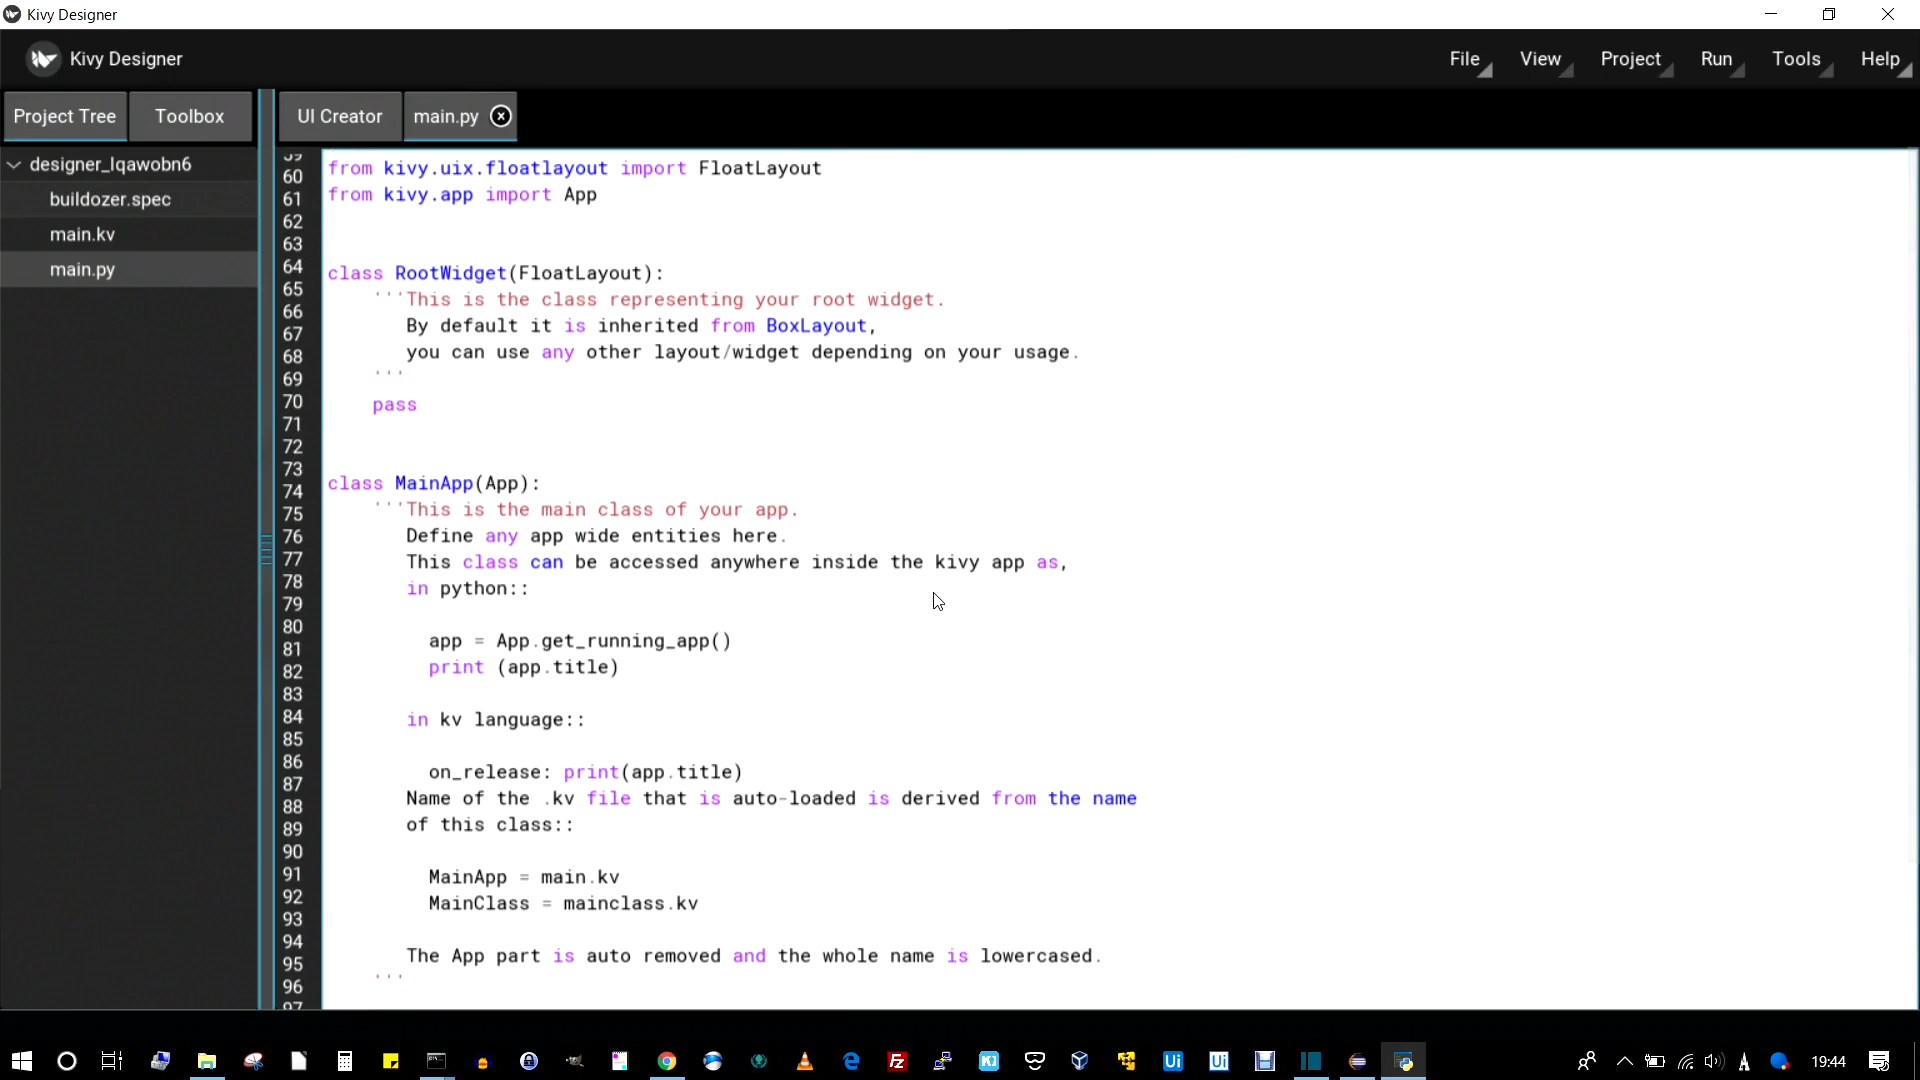 Kivy Designer
Kivy Designer
File View Project Run Tools Help
Project Tree Toolbox UI Creator main.py
designer_lqawobn6
buildozer.spec
main.kv
main.py
59
60 from kivy.uix.floatlayout import FloatLayout
61 from kivy.app import App
62
63
64 class RootWidget(FloatLayout):
65 '''This is the class representing your root widget.
66 By default it is inherited from BoxLayout,
67
68 you can use any other layout/widget depending on your usage.
69 '''
70 pass
71
72
73
74 class MainApp(App):
75 '''This is the main class of your app.
76 Define any app wide entities here.
77 This class can be accessed anywhere inside the kivy app as,
78 in python::
79
80
81 app = App.get_running_app()
82 print (app.title)
83
84 in kv language::
85
86 on_release: print(app.title)
87
88 Name of the .kv file that is auto-loaded is derived from the name
89 of this class::
90
91 MainApp = main.kv
92 MainClass = mainclass.kv
93
94
95 The App part is auto removed and the whole name is lowercased.
96 '''
97
19:44